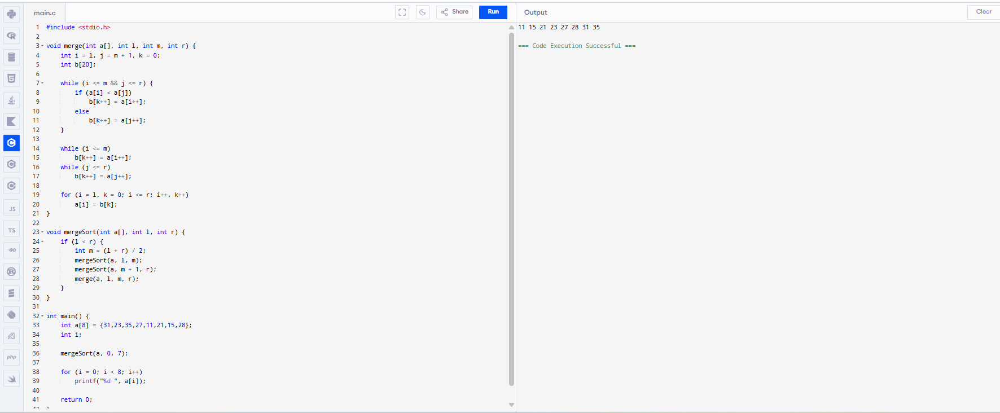 main.c
Share
Run
Output
Clear
1 #include <stdio.h>
2
3 void merge(int a[], int l, int m, int r) {
4     int i = l, j = m + 1, k = 0;
5     int b[20];
6
7     while (i <= m && j <= r) {
8         if (a[i] < a[j])
9             b[k++] = a[i++];
10         else
11             b[k++] = a[j++];
12     }
13
14     while (i <= m)
15         b[k++] = a[i++];
16     while (j <= r)
17         b[k++] = a[j++];
18
19     for (i = l, k = 0; i <= r; i++, k++)
20         a[i] = b[k];
21 }
22
23 void mergeSort(int a[], int l, int r) {
24     if (l < r) {
25         int m = (l + r) / 2;
26         mergeSort(a, l, m);
27         mergeSort(a, m + 1, r);
28         merge(a, l, m, r);
29     }
30 }
31
32 int main() {
33     int a[8] = {31,23,35,27,11,21,15,28};
34     int i;
35
36     mergeSort(a, 0, 7);
37
38     for (i = 0; i < 8; i++)
39         printf("%d ", a[i]);
40
41     return 0;
11 15 21 23 27 28 31 35
=== Code Execution Successful ===
JS
TS
GO
php